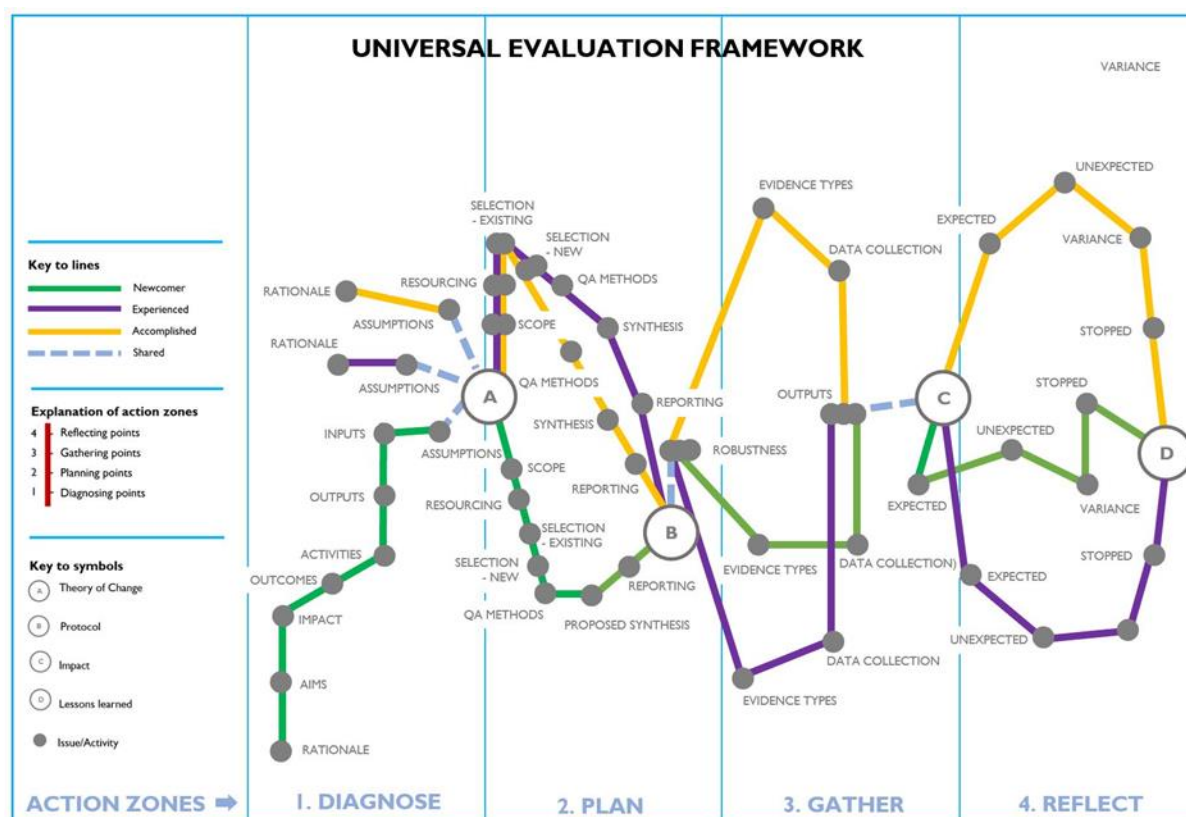 UNIVERSAL EVALUATION FRAMEWORK
Key to lines
Newcomer
Experienced
Accomplished
Shared
Explanation of action zones
4 Reflecting points
3 Gathering points
2 Planning points
1 Diagnosing points
Key to symbols
A Theory of Change
B Protocol
C Impact
D Lessons learned
Issue/Activity
RATIONALE
ASSUMPTIONS
RATIONALE
ASSUMPTIONS
INPUTS
ASSUMPTIONS
OUTPUTS
ACTIVITIES
OUTCOMES
IMPACT
AIMS
RATIONALE
A
SELECTION
- EXISTING
SELECTION
- NEW
RESOURCING
QA METHODS
SCOPE
SYNTHESIS
QA METHODS
REPORTING
SYNTHESIS
REPORTING
SCOPE
RESOURCING
SELECTION
- EXISTING
SELECTION
- NEW
QA METHODS
PROPOSED SYNTHESIS
REPORTING
B
EVIDENCE TYPES
DATA COLLECTION
OUTPUTS
ROBUSTNESS
EVIDENCE TYPES
DATA COLLECTION)
DATA COLLECTION
EVIDENCE TYPES
C
VARIANCE
UNEXPECTED
EXPECTED
VARIANCE
STOPPED
STOPPED
UNEXPECTED
EXPECTED
VARIANCE
STOPPED
EXPECTED
UNEXPECTED
D
ACTION ZONES
1. DIAGNOSE
2. PLAN
3. GATHER
4. REFLECT